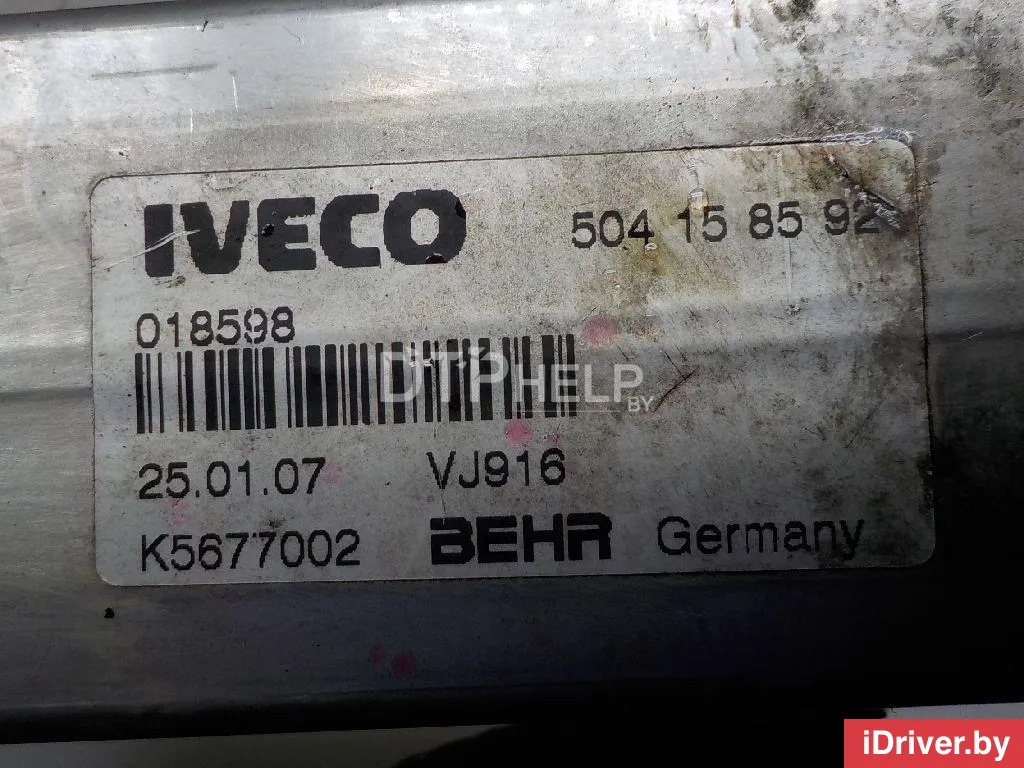 IVECO 504 15 85 92
018598
DTPHELP
BY
25.01.07 VJ916
K5677002 BEHR Germany
iDriver.by